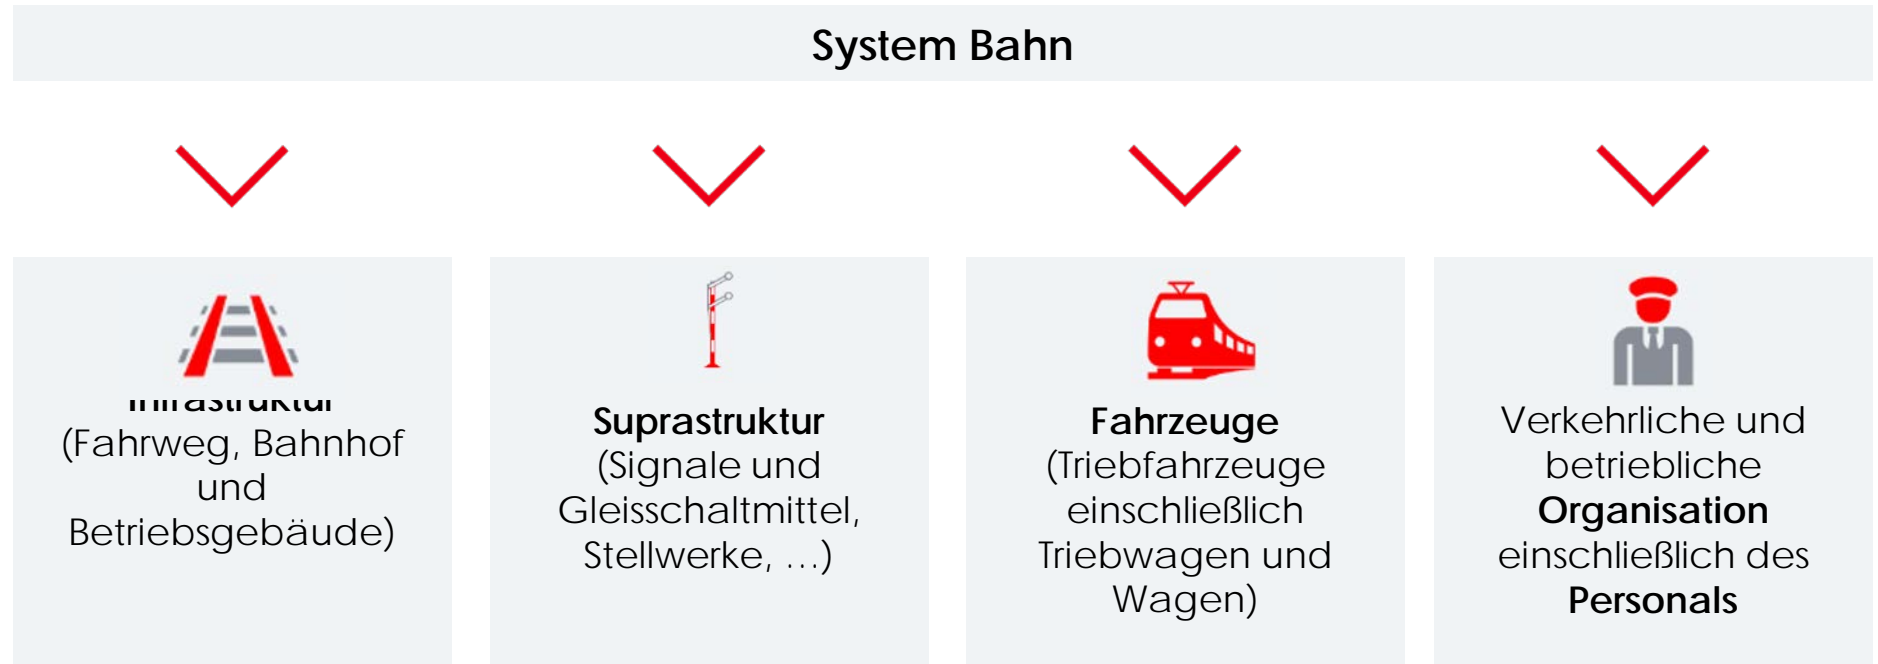 System Bahn
Infrastruktur
(Fahrweg, Bahnhof
und
Betriebsgebäude)
Suprastruktur
(Signale und
Gleisschaltmittel,
Stellwerke, …)
Fahrzeuge
(Triebfahrzeuge
einschließlich
Triebwagen und
Wagen)
Verkehrliche und
betriebliche
Organisation
einschließlich des
Personals